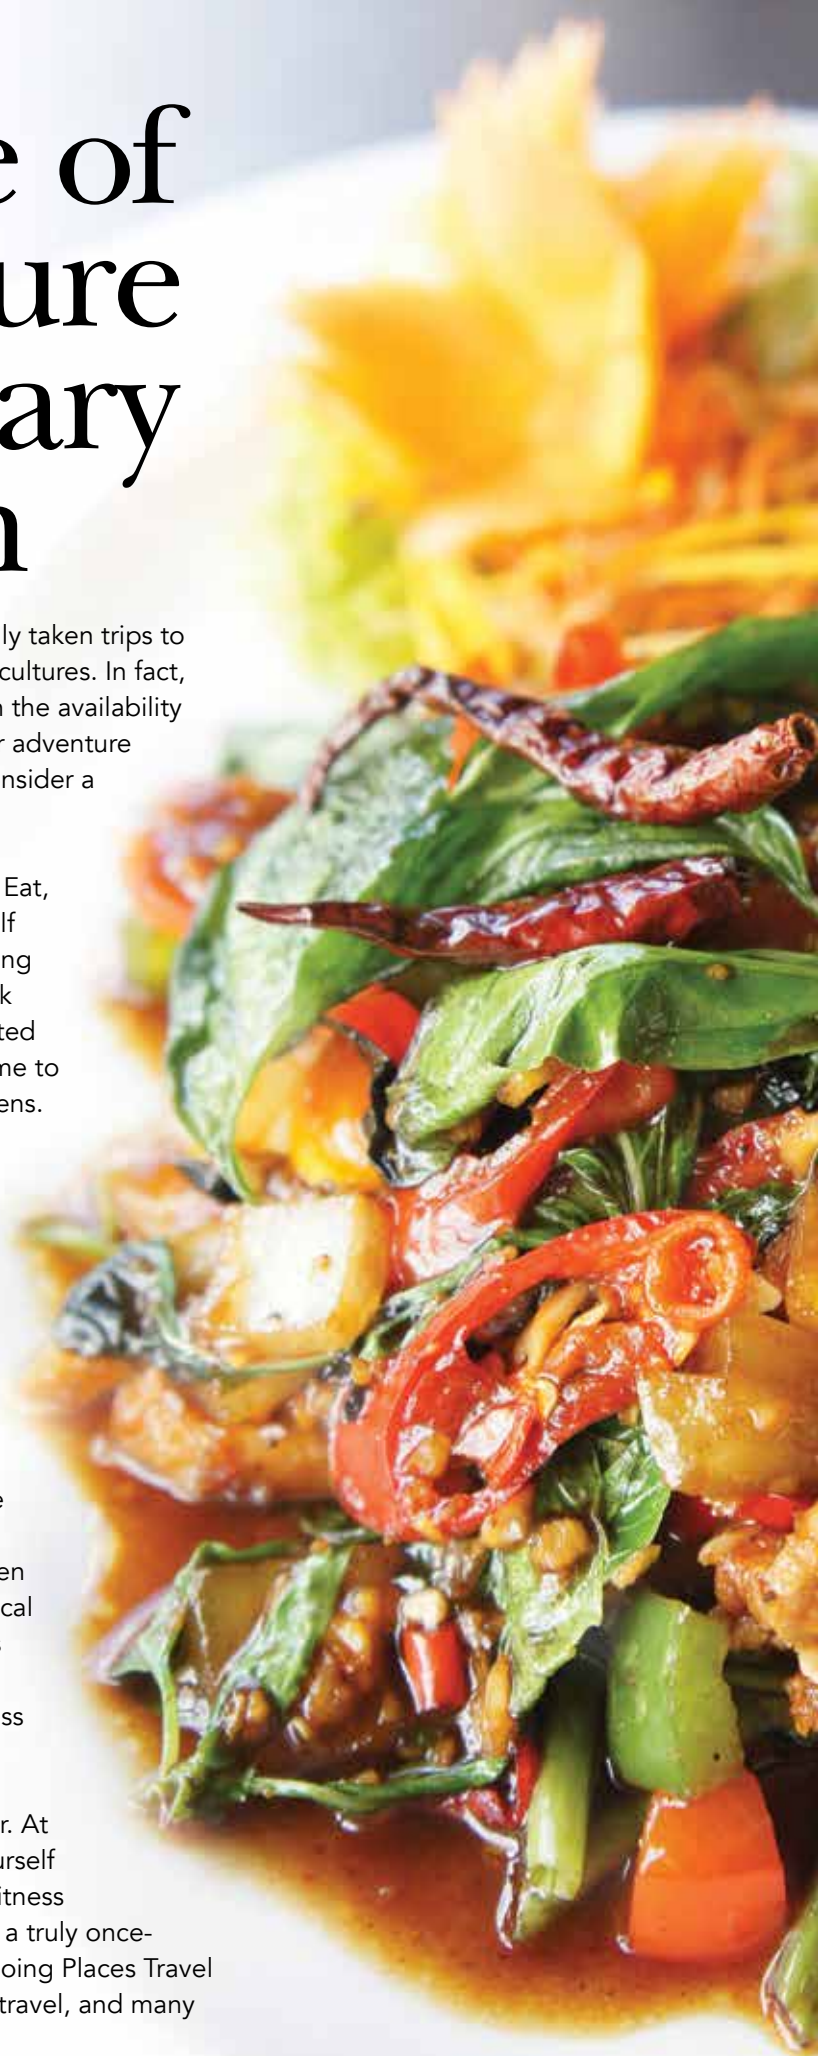 e of
ure
ary
n
ly taken trips to
cultures. In fact,
n the availability
r adventure
nsider a
Eat,
lf
ng
k
ted
me to
ens.
e
en
cal
s
ss
r. At
urself
itness
a truly once-
oing Places Travel
travel, and many